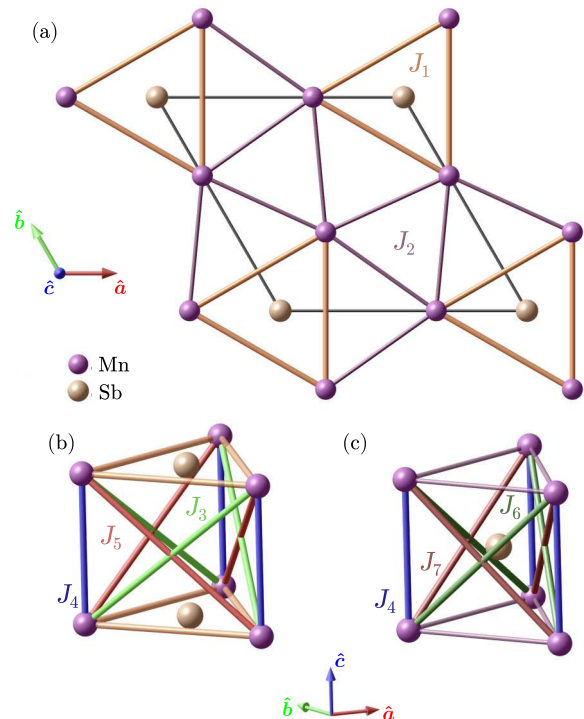 (a)
J₁
b̂
J₂
ĉ
â
Mn
Sb
(b)
(c)
J₃
J₆
J₅
J₇
J₄
J₄
ĉ
b̂
â